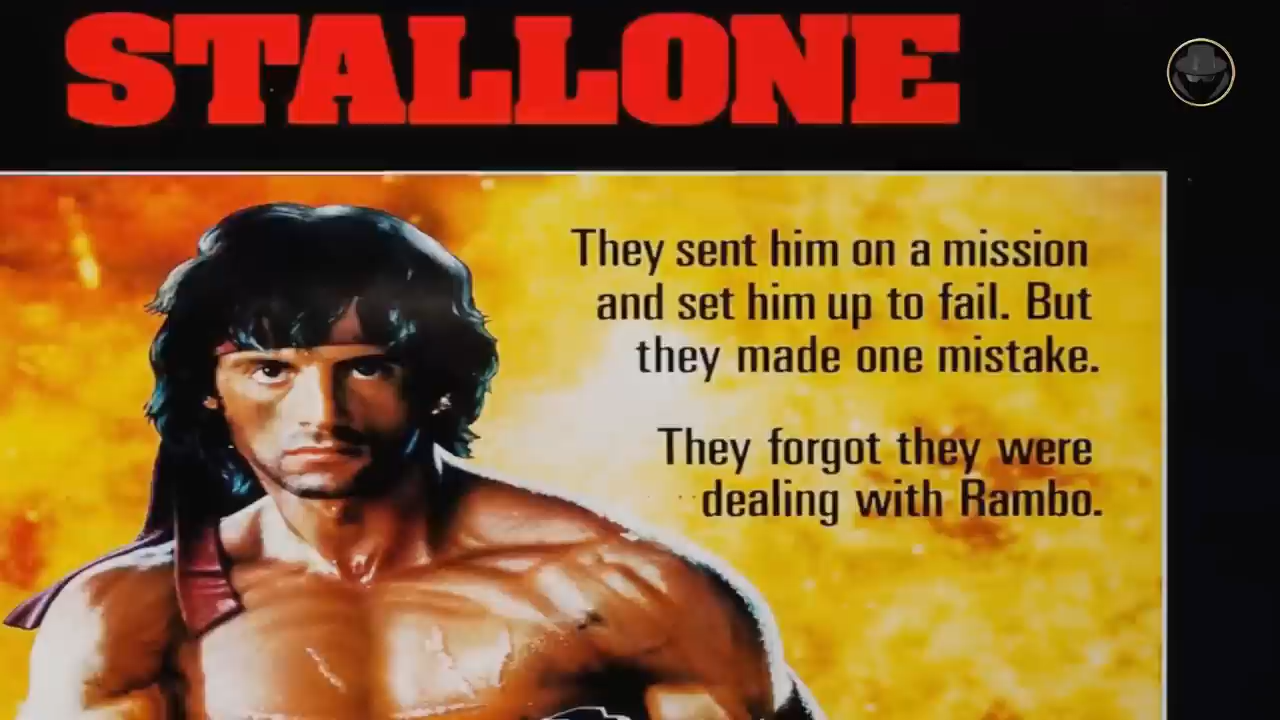 STALLONE
They sent him on a mission
and set him up to fail. But
they made one mistake.
They forgot they were
dealing with Rambo.